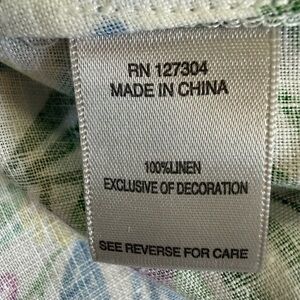 RN 127304
MADE IN CHINA
100%LINEN
EXCLUSIVE OF DECORATION
SEE REVERSE FOR CARE